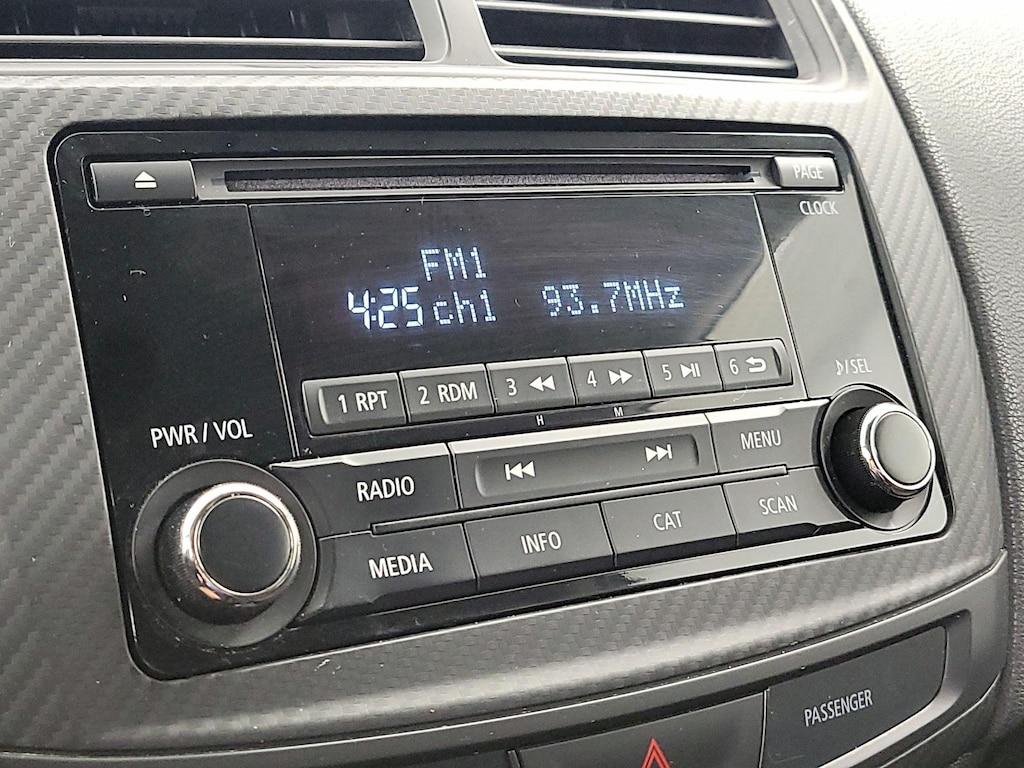 PAGE
CLOCK
FM1
4:25 ch1 93.7MHz
1 RPT 2 RDM 3 4 5 6
H M
♪/SEL
PWR / VOL
RADIO
MENU
MEDIA INFO CAT SCAN
PASSENGER